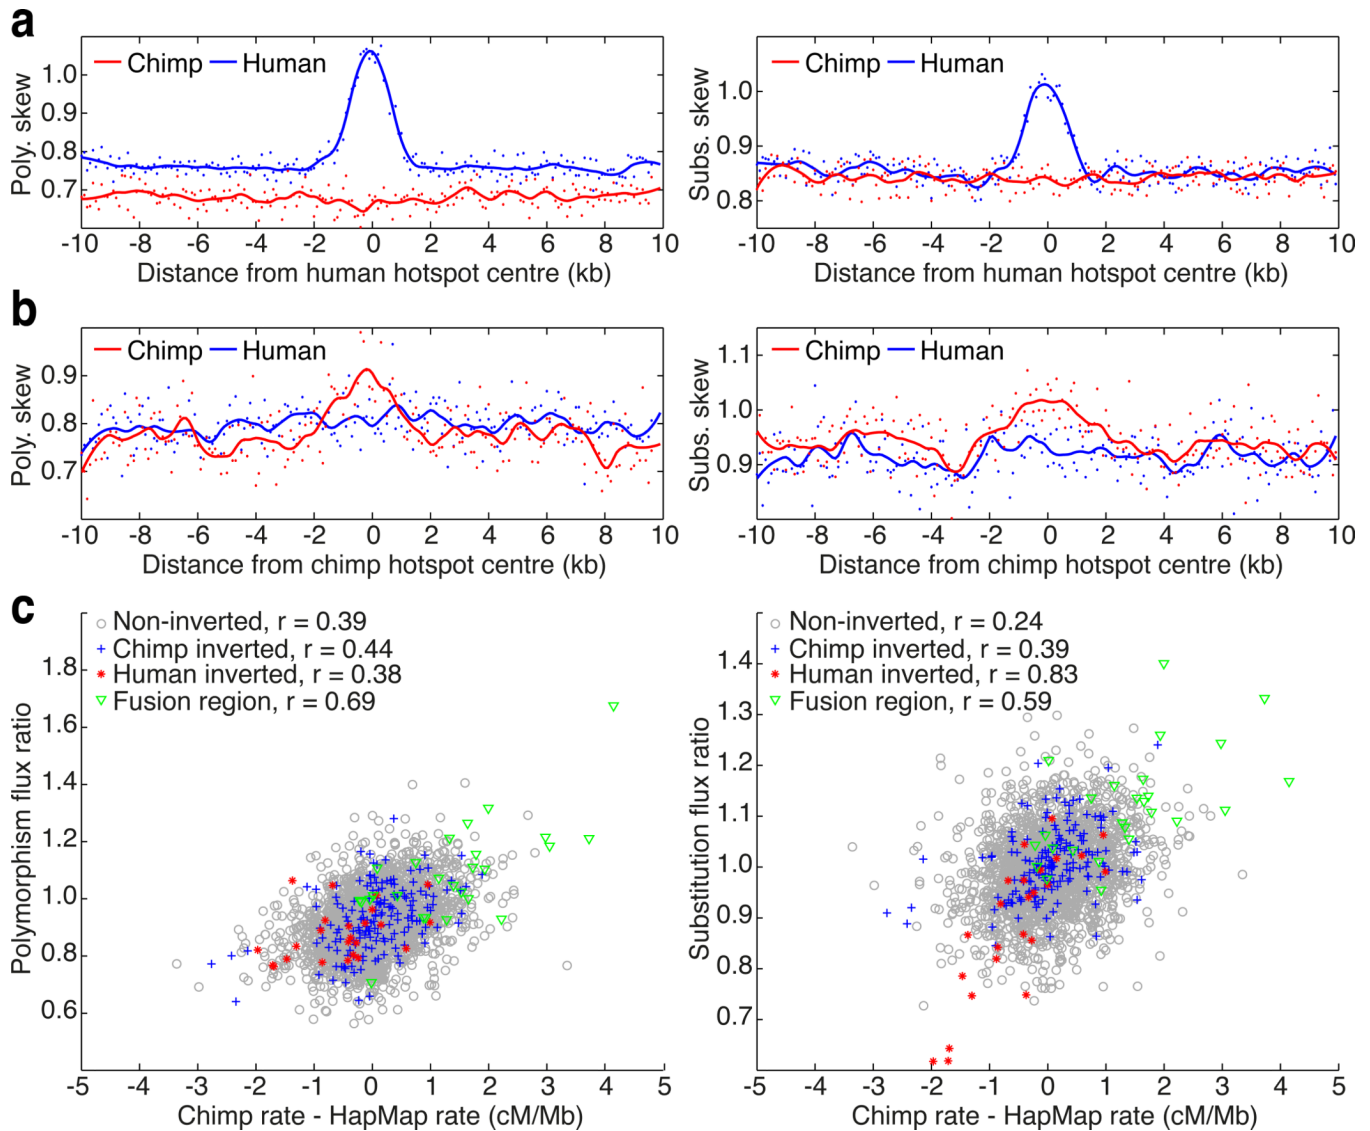 a
Chimp Human
Poly. skew
1.0
0.9
0.8
0.7
-10 -8 -6 -4 -2 0 2 4 6 8 10
Distance from human hotspot centre (kb)
Chimp Human
Subs. skew
1.0
0.9
0.8
-10 -8 -6 -4 -2 0 2 4 6 8 10
Distance from human hotspot centre (kb)
b
Chimp Human
Poly. skew
0.9
0.8
0.7
-10 -8 -6 -4 -2 0 2 4 6 8 10
Distance from chimp hotspot centre (kb)
Chimp Human
Subs. skew
1.1
1.0
0.9
-10 -8 -6 -4 -2 0 2 4 6 8 10
Distance from chimp hotspot centre (kb)
c
Non-inverted, r = 0.39
Chimp inverted, r = 0.44
Human inverted, r = 0.38
Fusion region, r = 0.69
Polymorphism flux ratio
1.8
1.6
1.4
1.2
1.0
0.8
0.6
-5 -4 -3 -2 -1 0 1 2 3 4 5
Chimp rate - HapMap rate (cM/Mb)
Non-inverted, r = 0.24
Chimp inverted, r = 0.39
Human inverted, r = 0.83
Fusion region, r = 0.59
Substitution flux ratio
1.4
1.3
1.2
1.1
1.0
0.9
0.8
0.7
-5 -4 -3 -2 -1 0 1 2 3 4 5
Chimp rate - HapMap rate (cM/Mb)